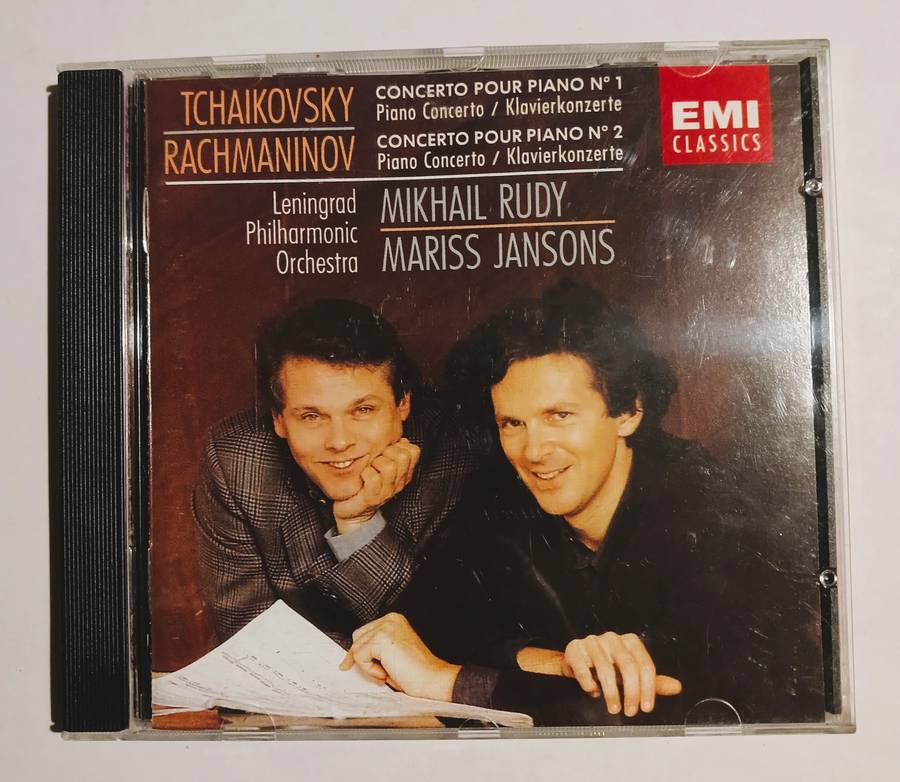 TCHAIKOVSKY
CONCERTO POUR PIANO N° 1
Piano Concerto / Klavierkonzerte
RACHMANINOV
CONCERTO POUR PIANO N° 2
Piano Concerto / Klavierkonzerte
EMI
CLASSICS
Leningrad
Philharmonic
Orchestra
MIKHAIL RUDY
MARISS JANSONS